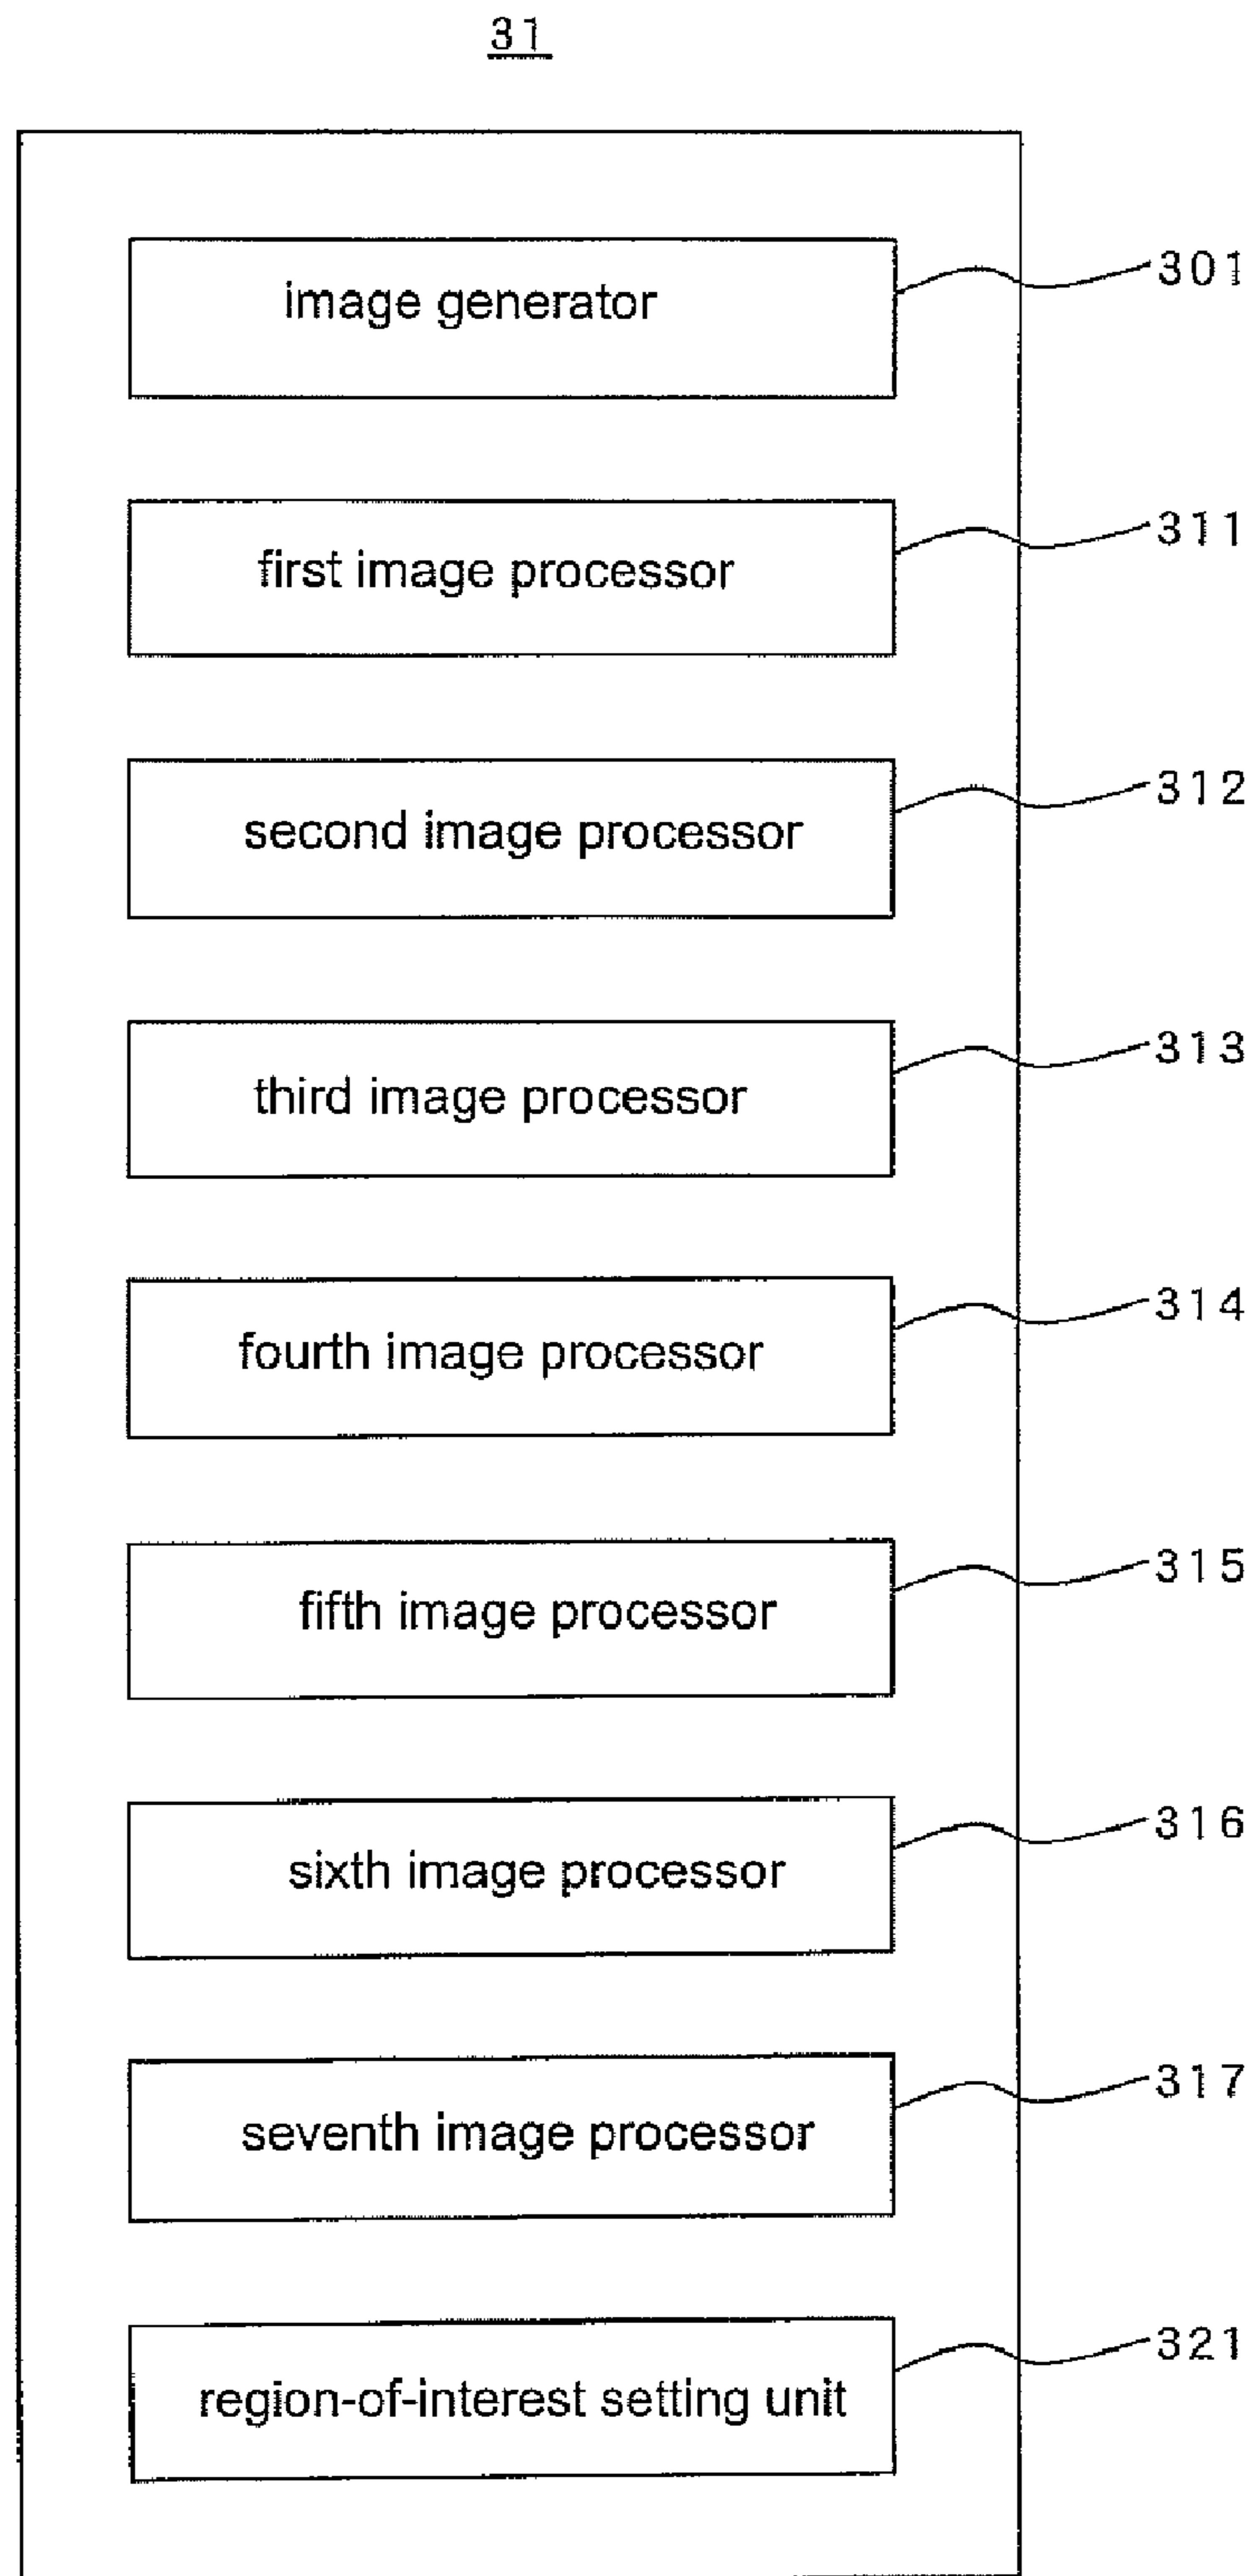 31
image generator 301
first image processor 311
second image processor 312
third image processor 313
fourth image processor 314
fifth image processor 315
sixth image processor 316
seventh image processor 317
region-of-interest setting unit 321